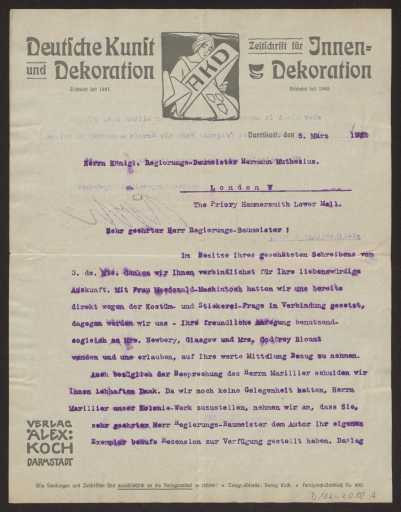 Deutsche Kunst
und Dekoration
AKD
Zeitschrift für Innen=
Dekoration
Darmstadt, den 5. März
Herrn Königl. Regierungs-Baumeister Hermann Muthesius.
London W
The Priory Hammersmith Lower Mall.
Sehr geehrter Herr Regierungs-Baumeister!
Im Besitze Ihres geschätzten Schreibens vom
3. ds. Mts. danken wir Ihnen verbindlichst für Ihre liebenswürdige
Auskunft. Mit Frau Macdonald-Mackintosh hatten wir uns bereits
direkt wegen der Kostüm- und Stickerei-Frage in Verbindung gesetzt,
dagegen werden wir uns - Ihre freundliche Anregung benutzend-
sogleich an Mrs. Newbery, Glasgow und Mrs. Godfrey Blount
wenden und uns erlauben, auf Ihre werte Mitteilung Bezug zu nehmen.
Auch bezüglich der Besprechung des Herrn Marillier schulden wir
Ihnen lebhaften Dank. Da wir noch keine Gelegenheit hatten, Herrn
Marillier unser Kolonie-Werk zuzustellen, nehmen wir an, dass Sie,
sehr geehrter Herr Regierungs-Baumeister dem Autor Ihr eigenes
Exemplar behufs Recension zur Verfügung gestellt haben. Das lag
VERLAG
ALEX:
KOCH
DARMSTADT